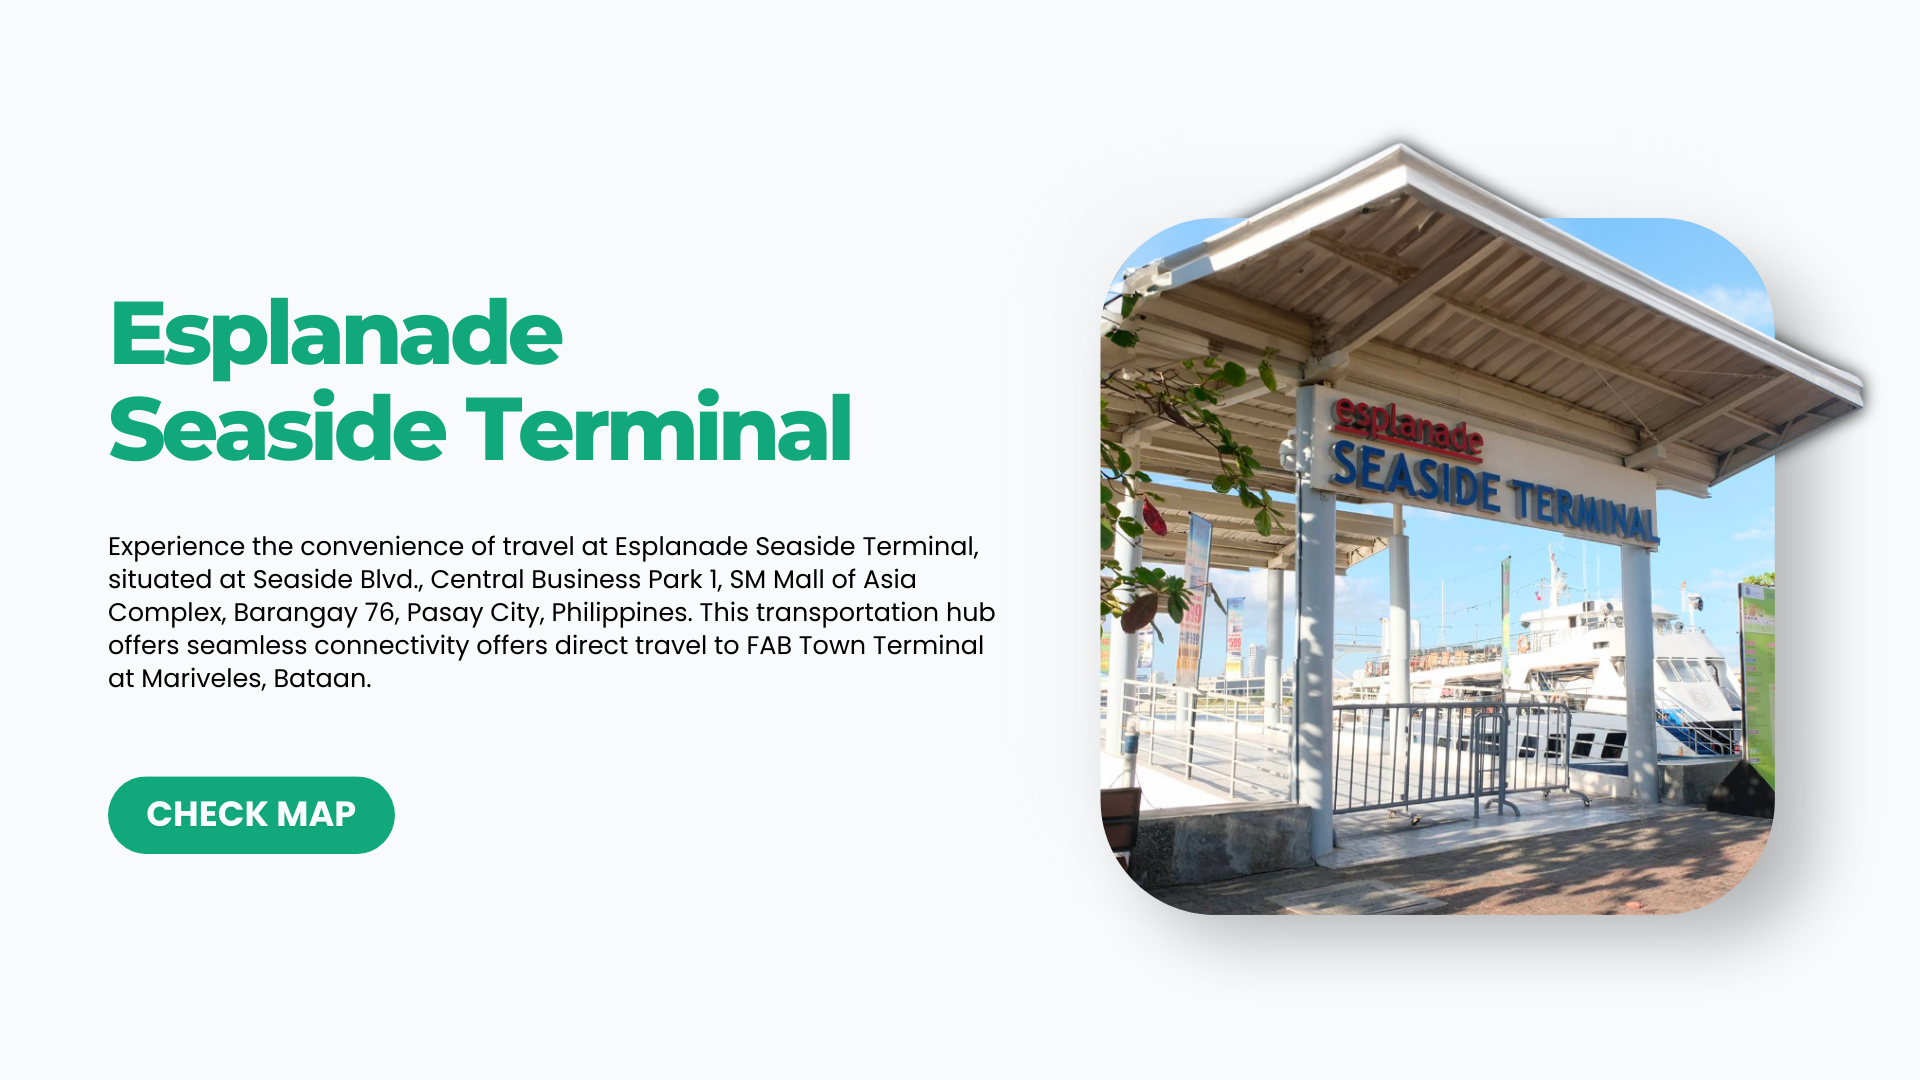 Esplanade
Seaside Terminal
Experience the convenience of travel at Esplanade Seaside Terminal,
situated at Seaside Blvd., Central Business Park 1, SM Mall of Asia
Complex, Barangay 76, Pasay City, Philippines. This transportation hub
offers seamless connectivity offers direct travel to FAB Town Terminal
at Mariveles, Bataan.
CHECK MAP
esplanade
SEASIDE TERMINAL